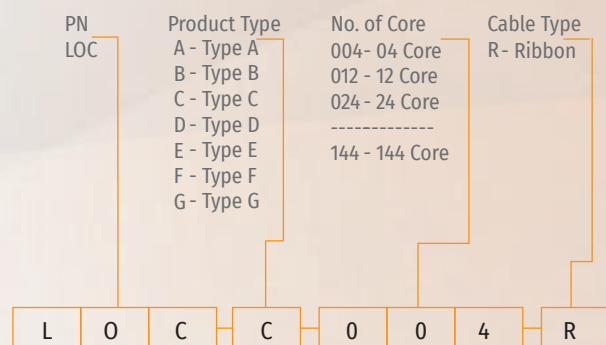 PN
LOC
Product Type
A - Type A
B - Type B
C - Type C
D - Type D
E - Type E
F - Type F
G - Type G
No. of Core
004- 04 Core
012 - 12 Core
024 - 24 Core
-------------
144 - 144 Core
Cable Type
R- Ribbon
L O C - C - 0 0 4 - R